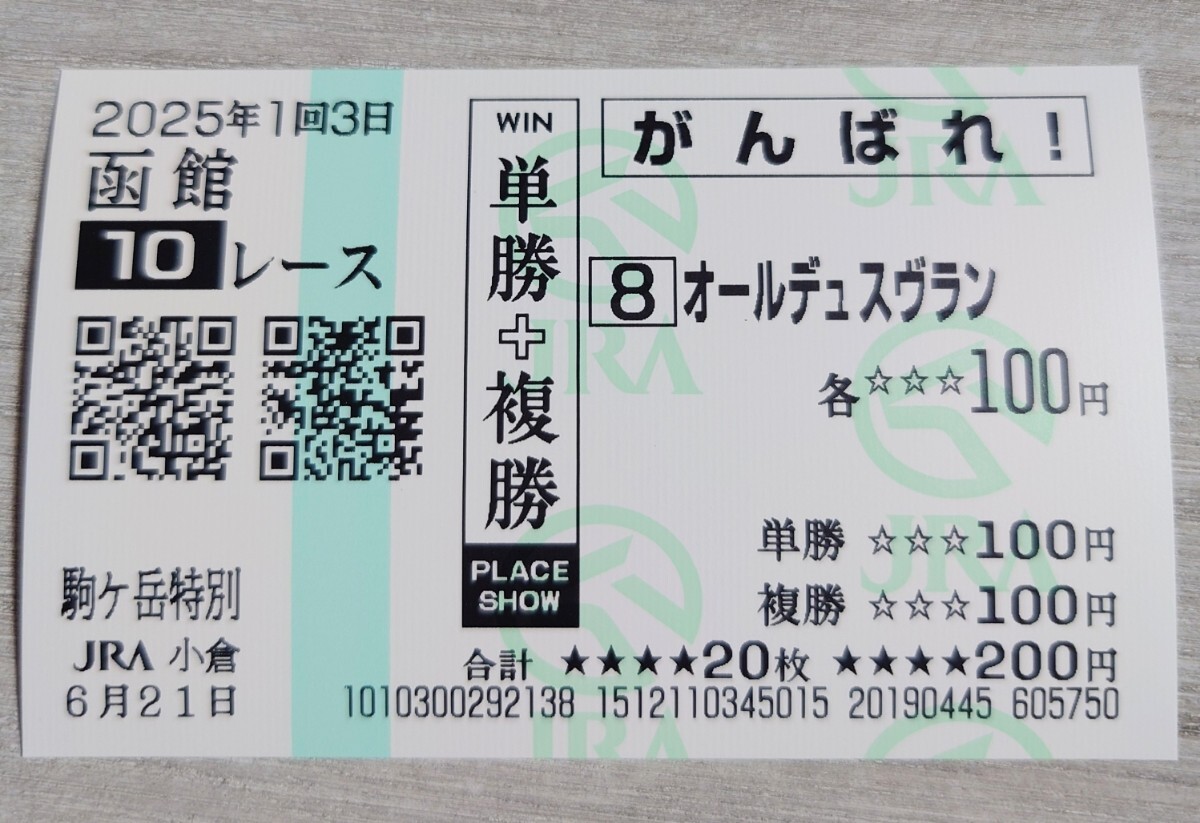 2025年1回3日
函館
10レース
駒ケ岳特別
JRA 小倉
6月21日
WIN
単勝+複勝
PLACE
SHOW
がんばれ!
8 オールデュスヴラン
各☆☆☆100円
単勝 ☆☆☆100円
複勝 ☆☆☆100円
合計 ★★★★20枚 ★★★★200円
1010300292138 1512110345015 20190445 605750
JRA
JRA
JRA
JRA